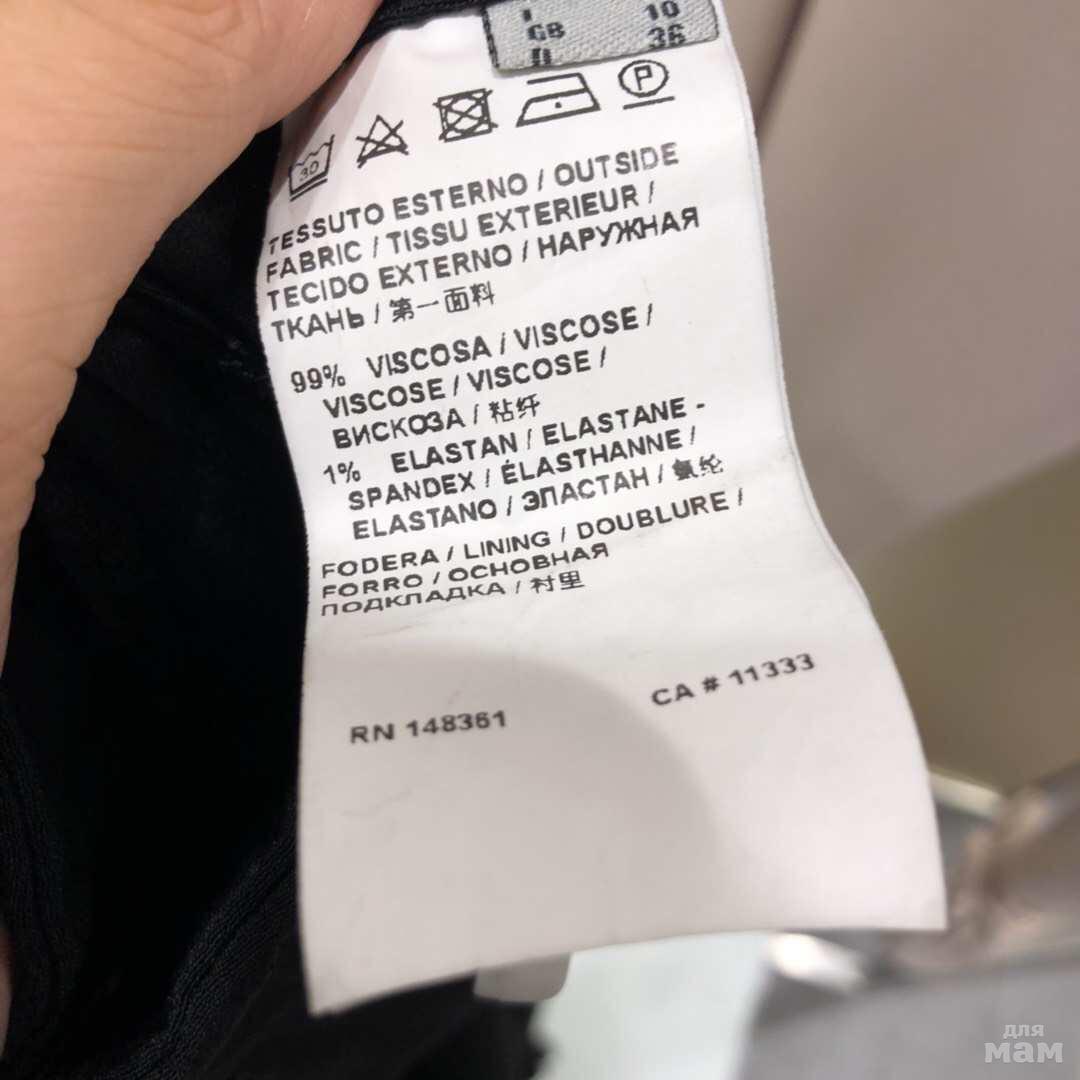 10
GB
36
30
P
TESSUTO ESTERNO / OUTSIDE
FABRIC / TISSU EXTERIEUR /
TECIDO EXTERNO / НАРУЖНАЯ
ТКАНЬ / 第一面料
99% VISCOSA / VISCOSE /
VISCOSE / VISCOSE /
ВИСКОЗА / 粘纤
1% ELASTAN / ELASTANE -
SPANDEX / ÉLASTHANNE /
ELASTANO / ЭЛАСТАН / 氨纶
FODERA / LINING / DOUBLURE /
FORRO / ОСНОВНАЯ
ПОДКЛАДКА / 衬里
RN 148361
CA # 11333
для
мам